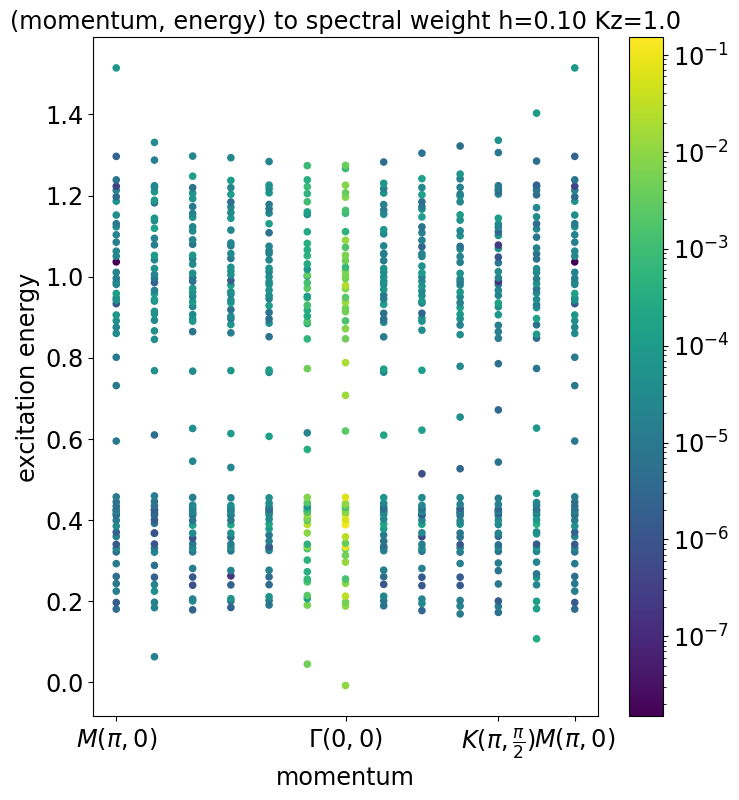 (momentum, energy) to spectral weight h=0.10 Kz=1.0
excitation energy
1.4
1.2
1.0
0.8
0.6
0.4
0.2
0.0
M(π, 0)
Γ(0, 0)
K(π, π/2)
M(π, 0)
momentum
10⁻¹
10⁻²
10⁻³
10⁻⁴
10⁻⁵
10⁻⁶
10⁻⁷